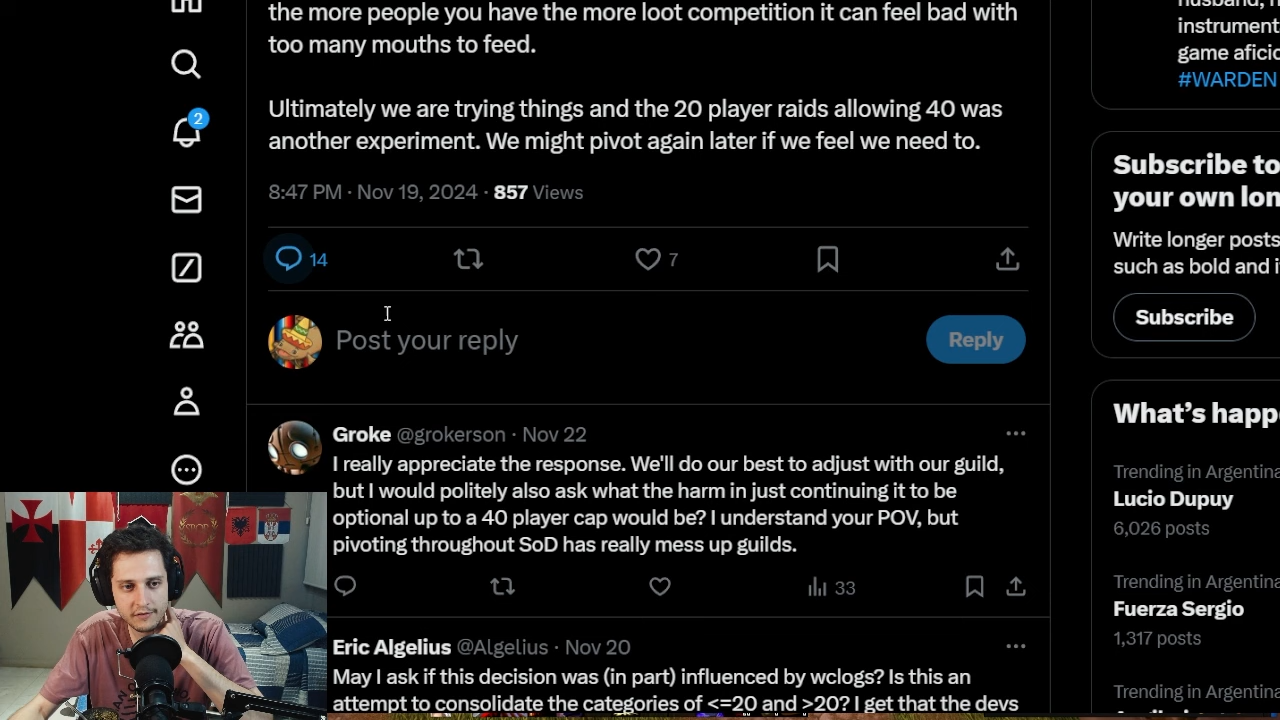 the more people you have the more loot competition it can feel bad with
too many mouths to feed.
Ultimately we are trying things and the 20 player raids allowing 40 was
another experiment. We might pivot again later if we feel we need to.
8:47 PM · Nov 19, 2024 · 857 Views
14
7
Post your reply
Reply
Groke @grokerson · Nov 22
I really appreciate the response. We'll do our best to adjust with our guild,
but I would politely also ask what the harm in just continuing it to be
optional up to a 40 player cap would be? I understand your POV, but
pivoting throughout SoD has really mess up guilds.
33
Eric Algelius @Algelius · Nov 20
May I ask if this decision was (in part) influenced by wclogs? Is this an
attempt to consolidate the categories of <=20 and >20? I get that the devs
2
husband,
instrument
game aficio
#WARDEN
Subscribe to
your own lon
Write longer posts
such as bold and i
Subscribe
What's happ
Trending in Argentina
Lucio Dupuy
6,026 posts
Trending in Argentina
Fuerza Sergio
1,317 posts
Trending in Argentina